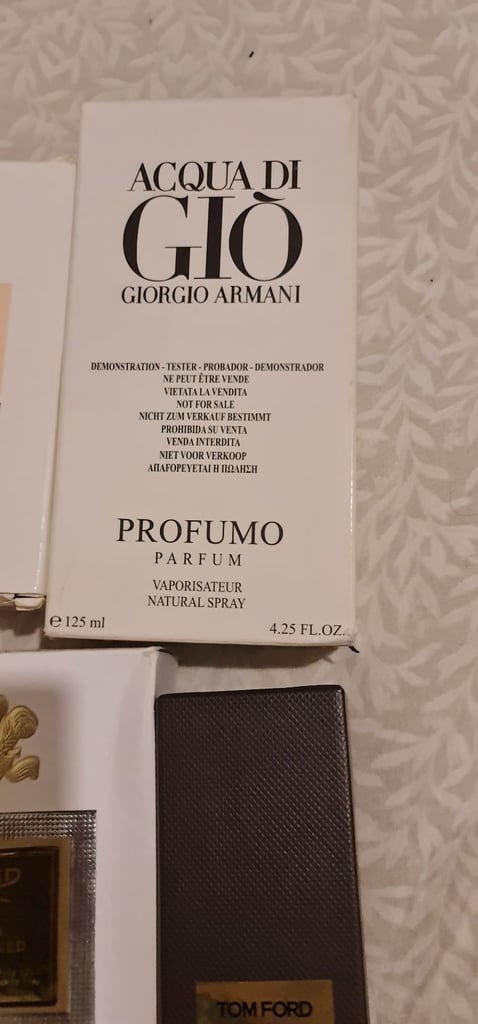 ACQUA DI
GIÒ
GIORGIO ARMANI
DEMONSTRATION - TESTER - PROBADOR - DEMONSTRADOR
NE PEUT ÊTRE VENDE
VIETATA LA VENDITA
NOT FOR SALE
NICHT ZUM VERKAUF BESTIMMT
PROHIBIDA SU VENTA
VENDA INTERDITA
NIET VOOR VERKOOP
ΑΠΑΓΟΡΕΥΕΤΑΙ Η ΠΩΛΗΣΗ
PROFUMO
PARFUM
VAPORISATEUR
NATURAL SPRAY
e 125 ml
4.25 FL.OZ.
TOM FORD